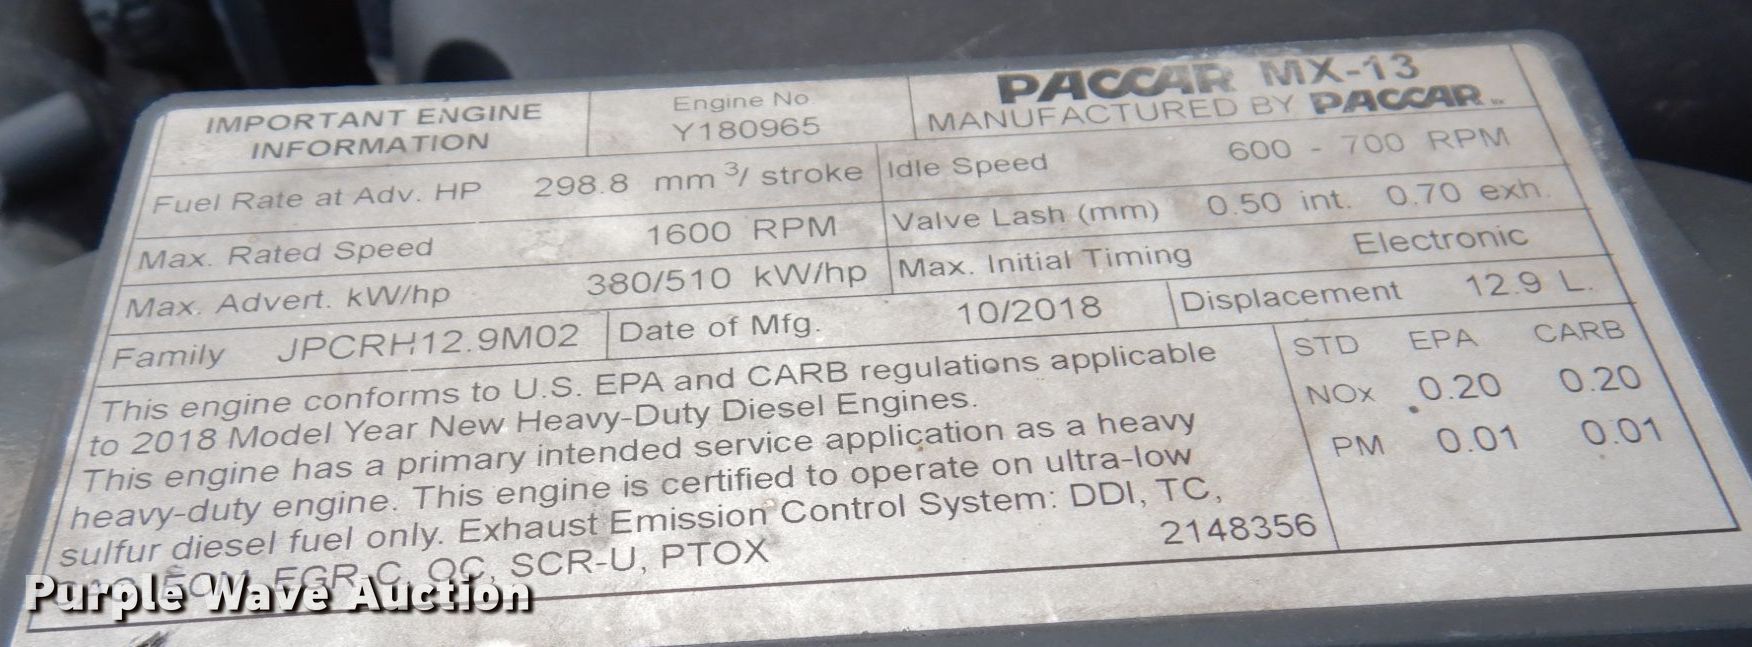 IMPORTANT ENGINE
INFORMATION
Engine No
Y180965
PACCAR MX-13
MANUFACTURED BY PACCAR
Fuel Rate at Adv. HP 298.8 mm³/ stroke
Idle Speed 600 - 700 RPM
Max. Rated Speed 1600 RPM
Valve Lash (mm) 0.50 int. 0.70 exh.
Max. Advert. kW/hp 380/510 kW/hp
Max. Initial Timing Electronic
Family JPCRH12.9M02
Date of Mfg. 10/2018
Displacement 12.9 L.
This engine conforms to U.S. EPA and CARB regulations applicable
to 2018 Model Year New Heavy-Duty Diesel Engines.
This engine has a primary intended service application as a heavy
heavy-duty engine. This engine is certified to operate on ultra-low
sulfur diesel fuel only. Exhaust Emission Control System: DDI, TC,
ECM, EGR-C, OC, SCR-U, PTOX
2148356
STD EPA CARB
NOx 0.20 0.20
PM 0.01 0.01
Purple Wave Auction